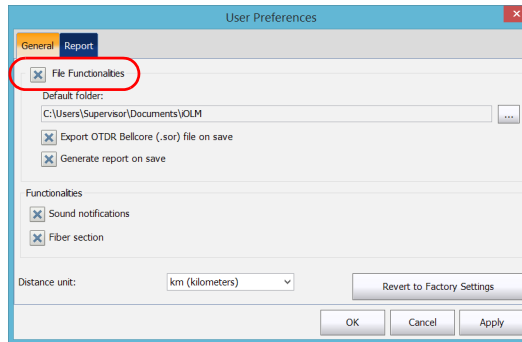 User Preferences
General Report
File Functionalities
Default folder:
C:\Users\Supervisor\Documents\iOLM
...
Export OTDR Bellcore (.sor) file on save
Generate report on save
Functionalities
Sound notifications
Fiber section
Distance unit: km (kilometers) Revert to Factory Settings
OK Cancel Apply